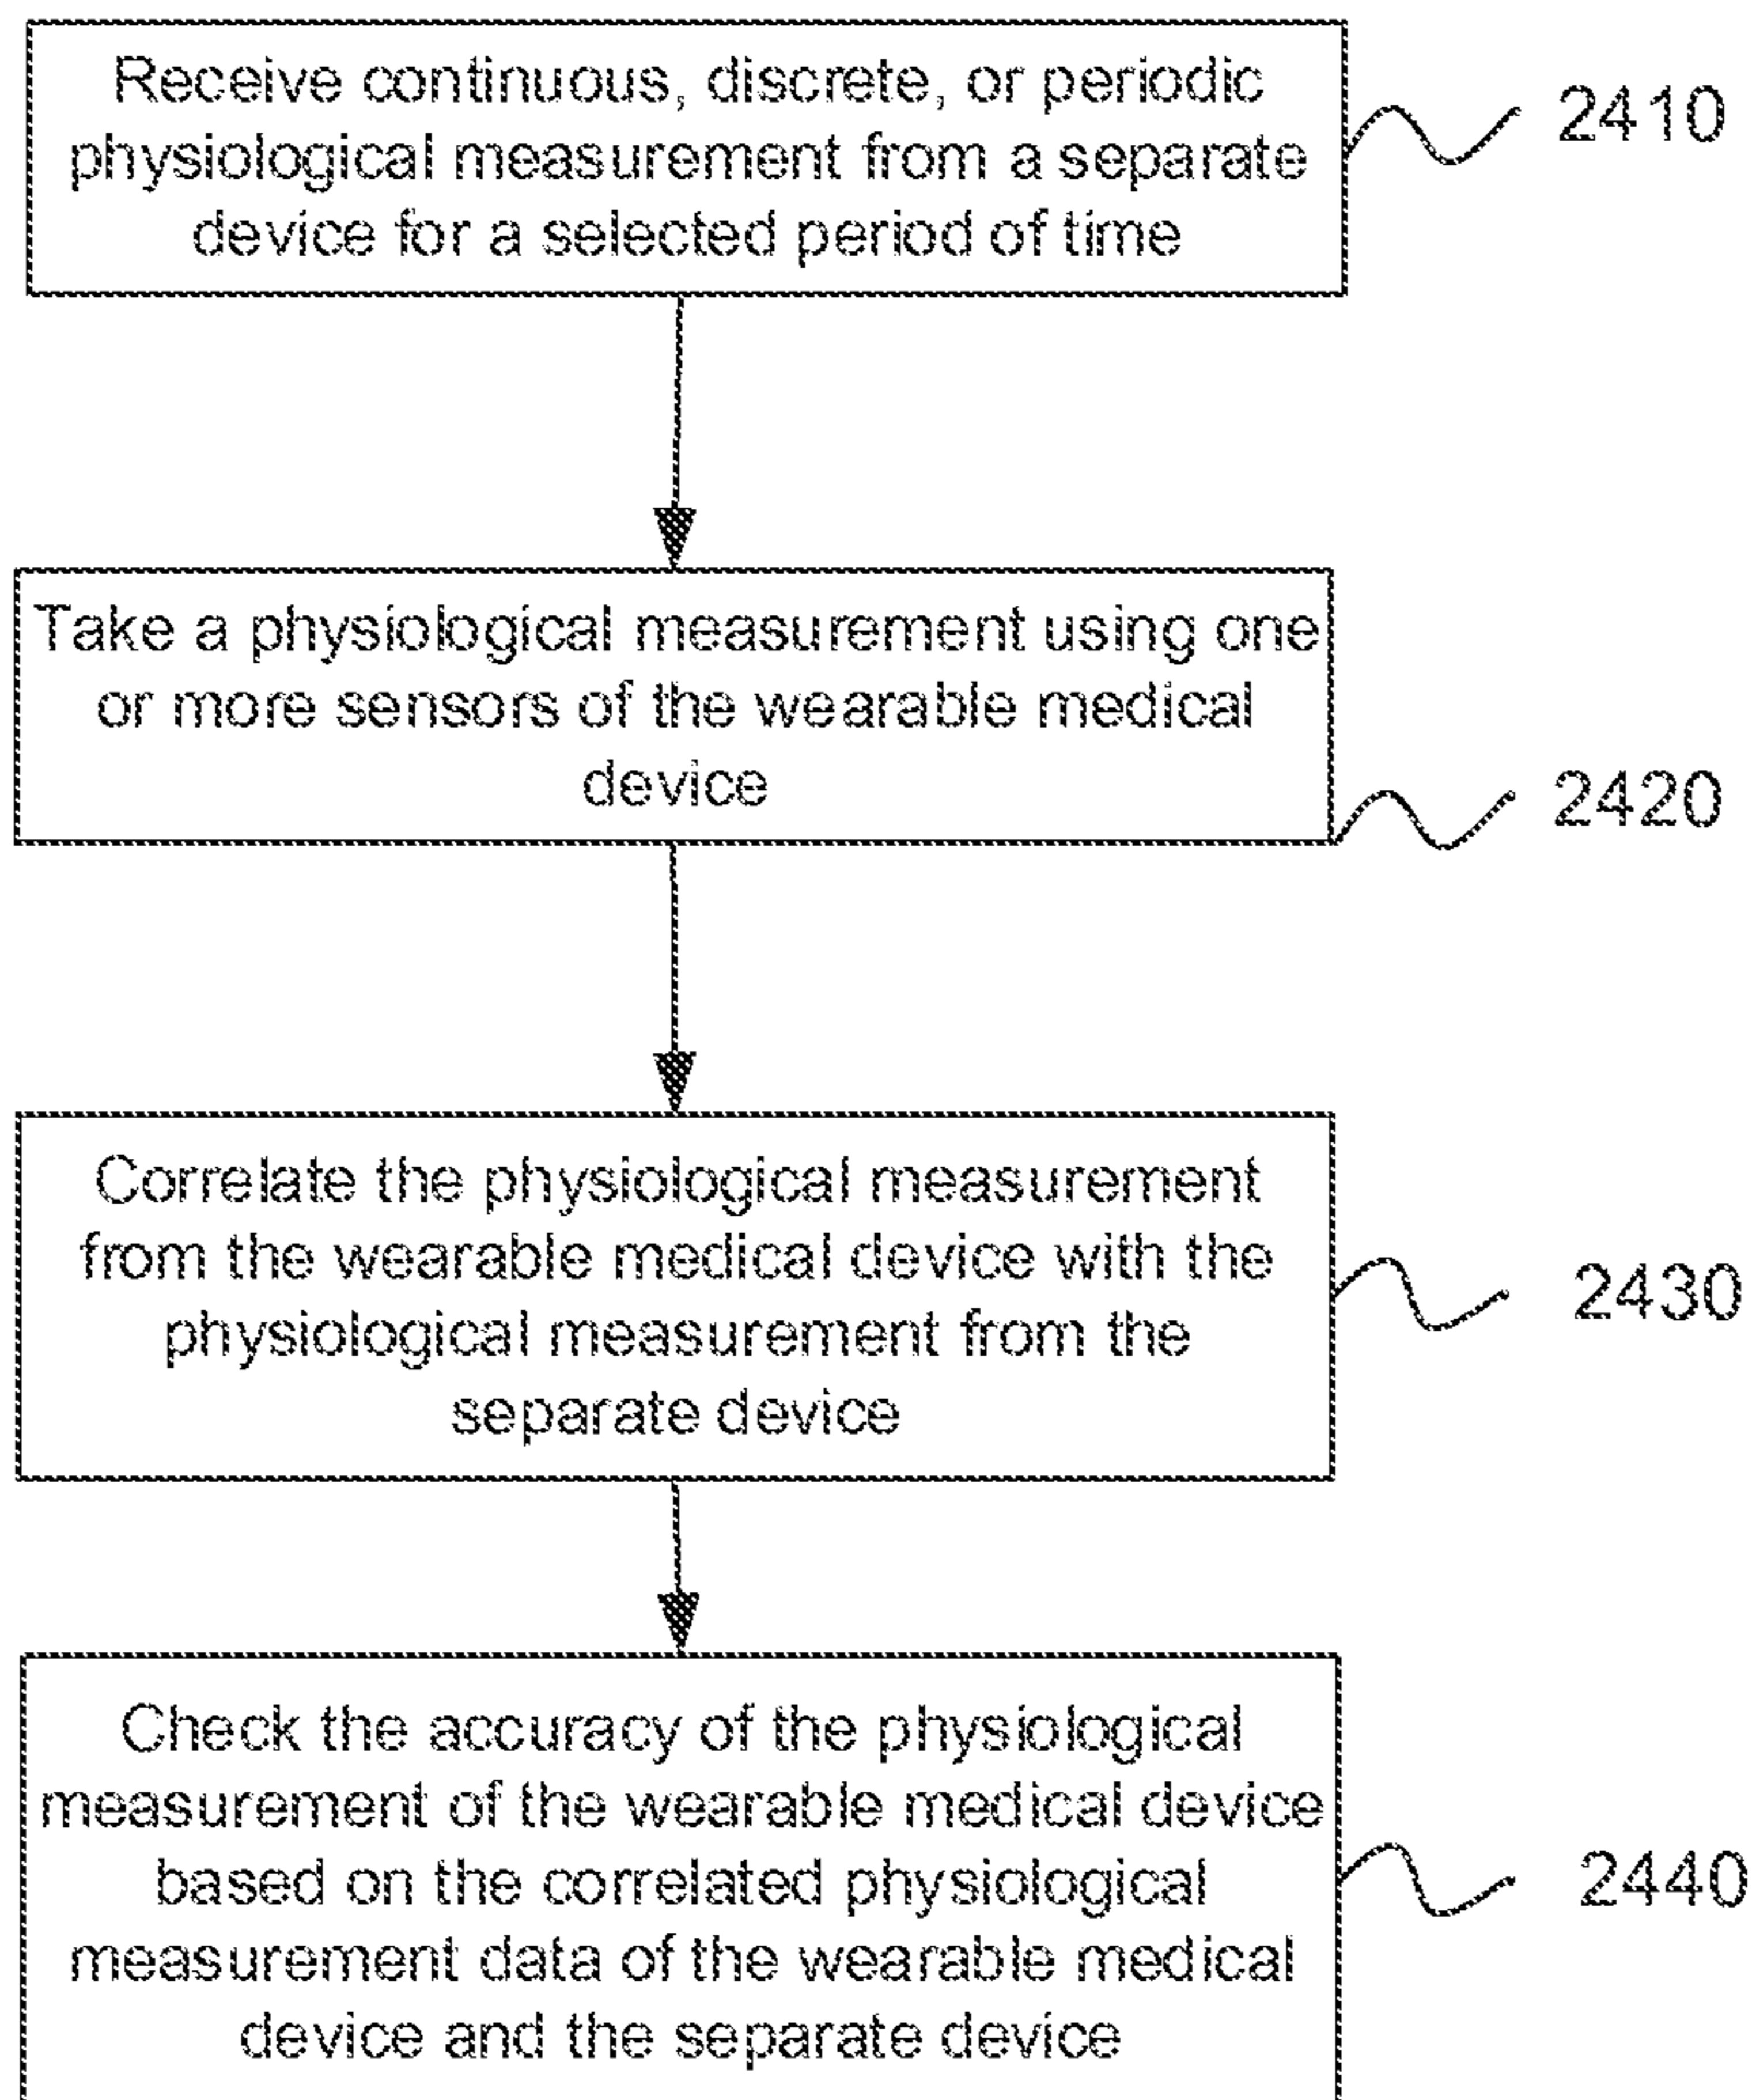 Receive continuous, discrete, or periodic
physiological measurement from a separate
device for a selected period of time
2410
Take a physiological measurement using one
or more sensors of the wearable medical
device
2420
Correlate the physiological measurement
from the wearable medical device with the
physiological measurement from the
separate device
2430
Check the accuracy of the physiological
measurement of the wearable medical device
based on the correlated physiological
measurement data of the wearable medical
device and the separate device
2440